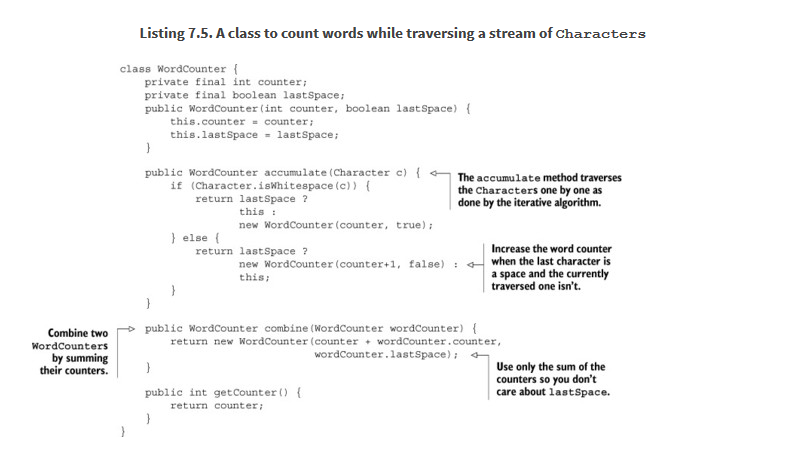 Listing 7.5. A class to count words while traversing a stream of Characters
class WordCounter {
private final int counter;
private final boolean lastSpace;
public WordCounter(int counter, boolean lastSpace) {
this.counter = counter;
this.lastSpace = lastSpace;
}
public WordCounter accumulate(Character c) {
The accumulate method traverses
the Characters one by one as
done by the iterative algorithm.
if (Character.isWhitespace(c)) {
return lastSpace ?
this :
new WordCounter(counter, true);
} else {
return lastSpace ?
new WordCounter(counter+1, false) :
this;
Increase the word counter
when the last character is
a space and the currently
traversed one isn't.
}
}
Combine two
WordCounters
by summing
their counters.
public WordCounter combine(WordCounter wordCounter) {
return new WordCounter(counter + wordCounter.counter,
wordCounter.lastSpace);
Use only the sum of the
counters so you don't
care about lastSpace.
}
public int getCounter() {
return counter;
}
}